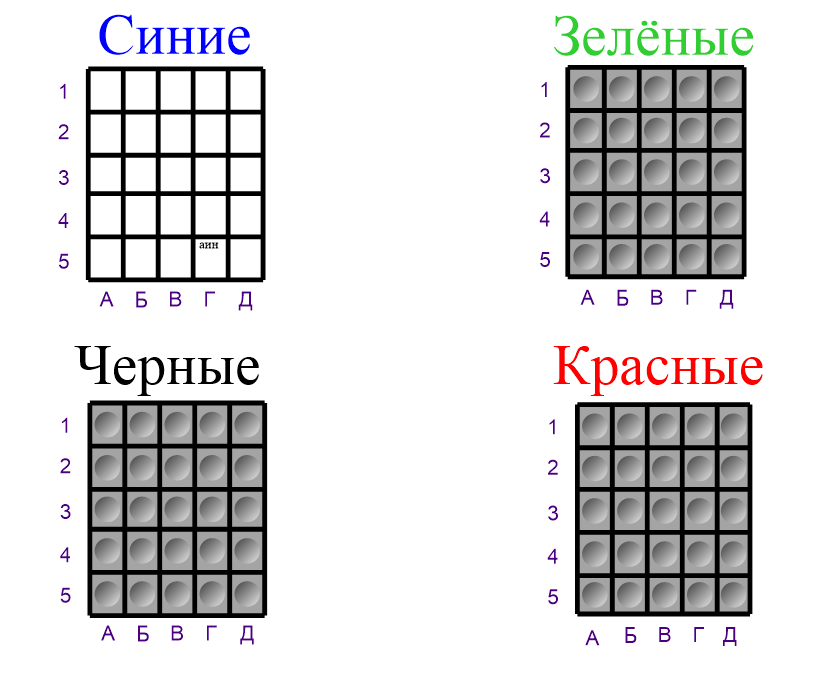 Синие
Зелёные
1
2
3
4
5
аин
А Б В Г Д
1
2
3
4
5
А Б В Г Д
Черные
Красные
1
2
3
4
5
А Б В Г Д
1
2
3
4
5
А Б В Г Д